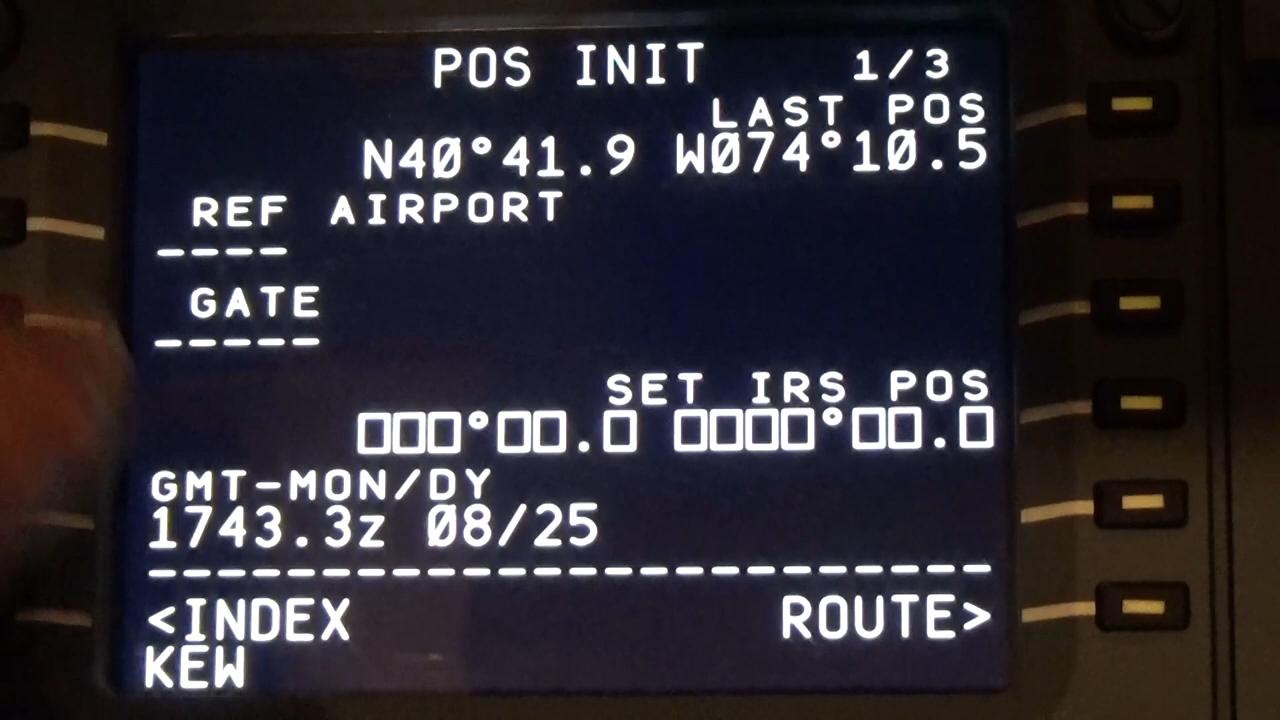 POS INIT 1/3
LAST POS
N40°41.9 W074°10.5
REF AIRPORT
----
GATE
-----
SET IRS POS
□□□°□□.□ □□□□°□□.□
GMT-MON/DY
1743.3z 08/25
------------------------
<INDEX ROUTE>
KEW